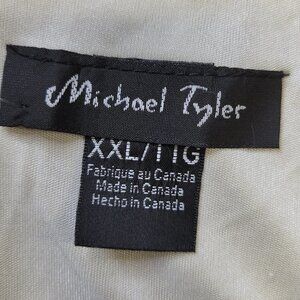 Michael Tyler
XXL/TTG
Fabrique au Canada
Made in Canada
Hecho in Canada